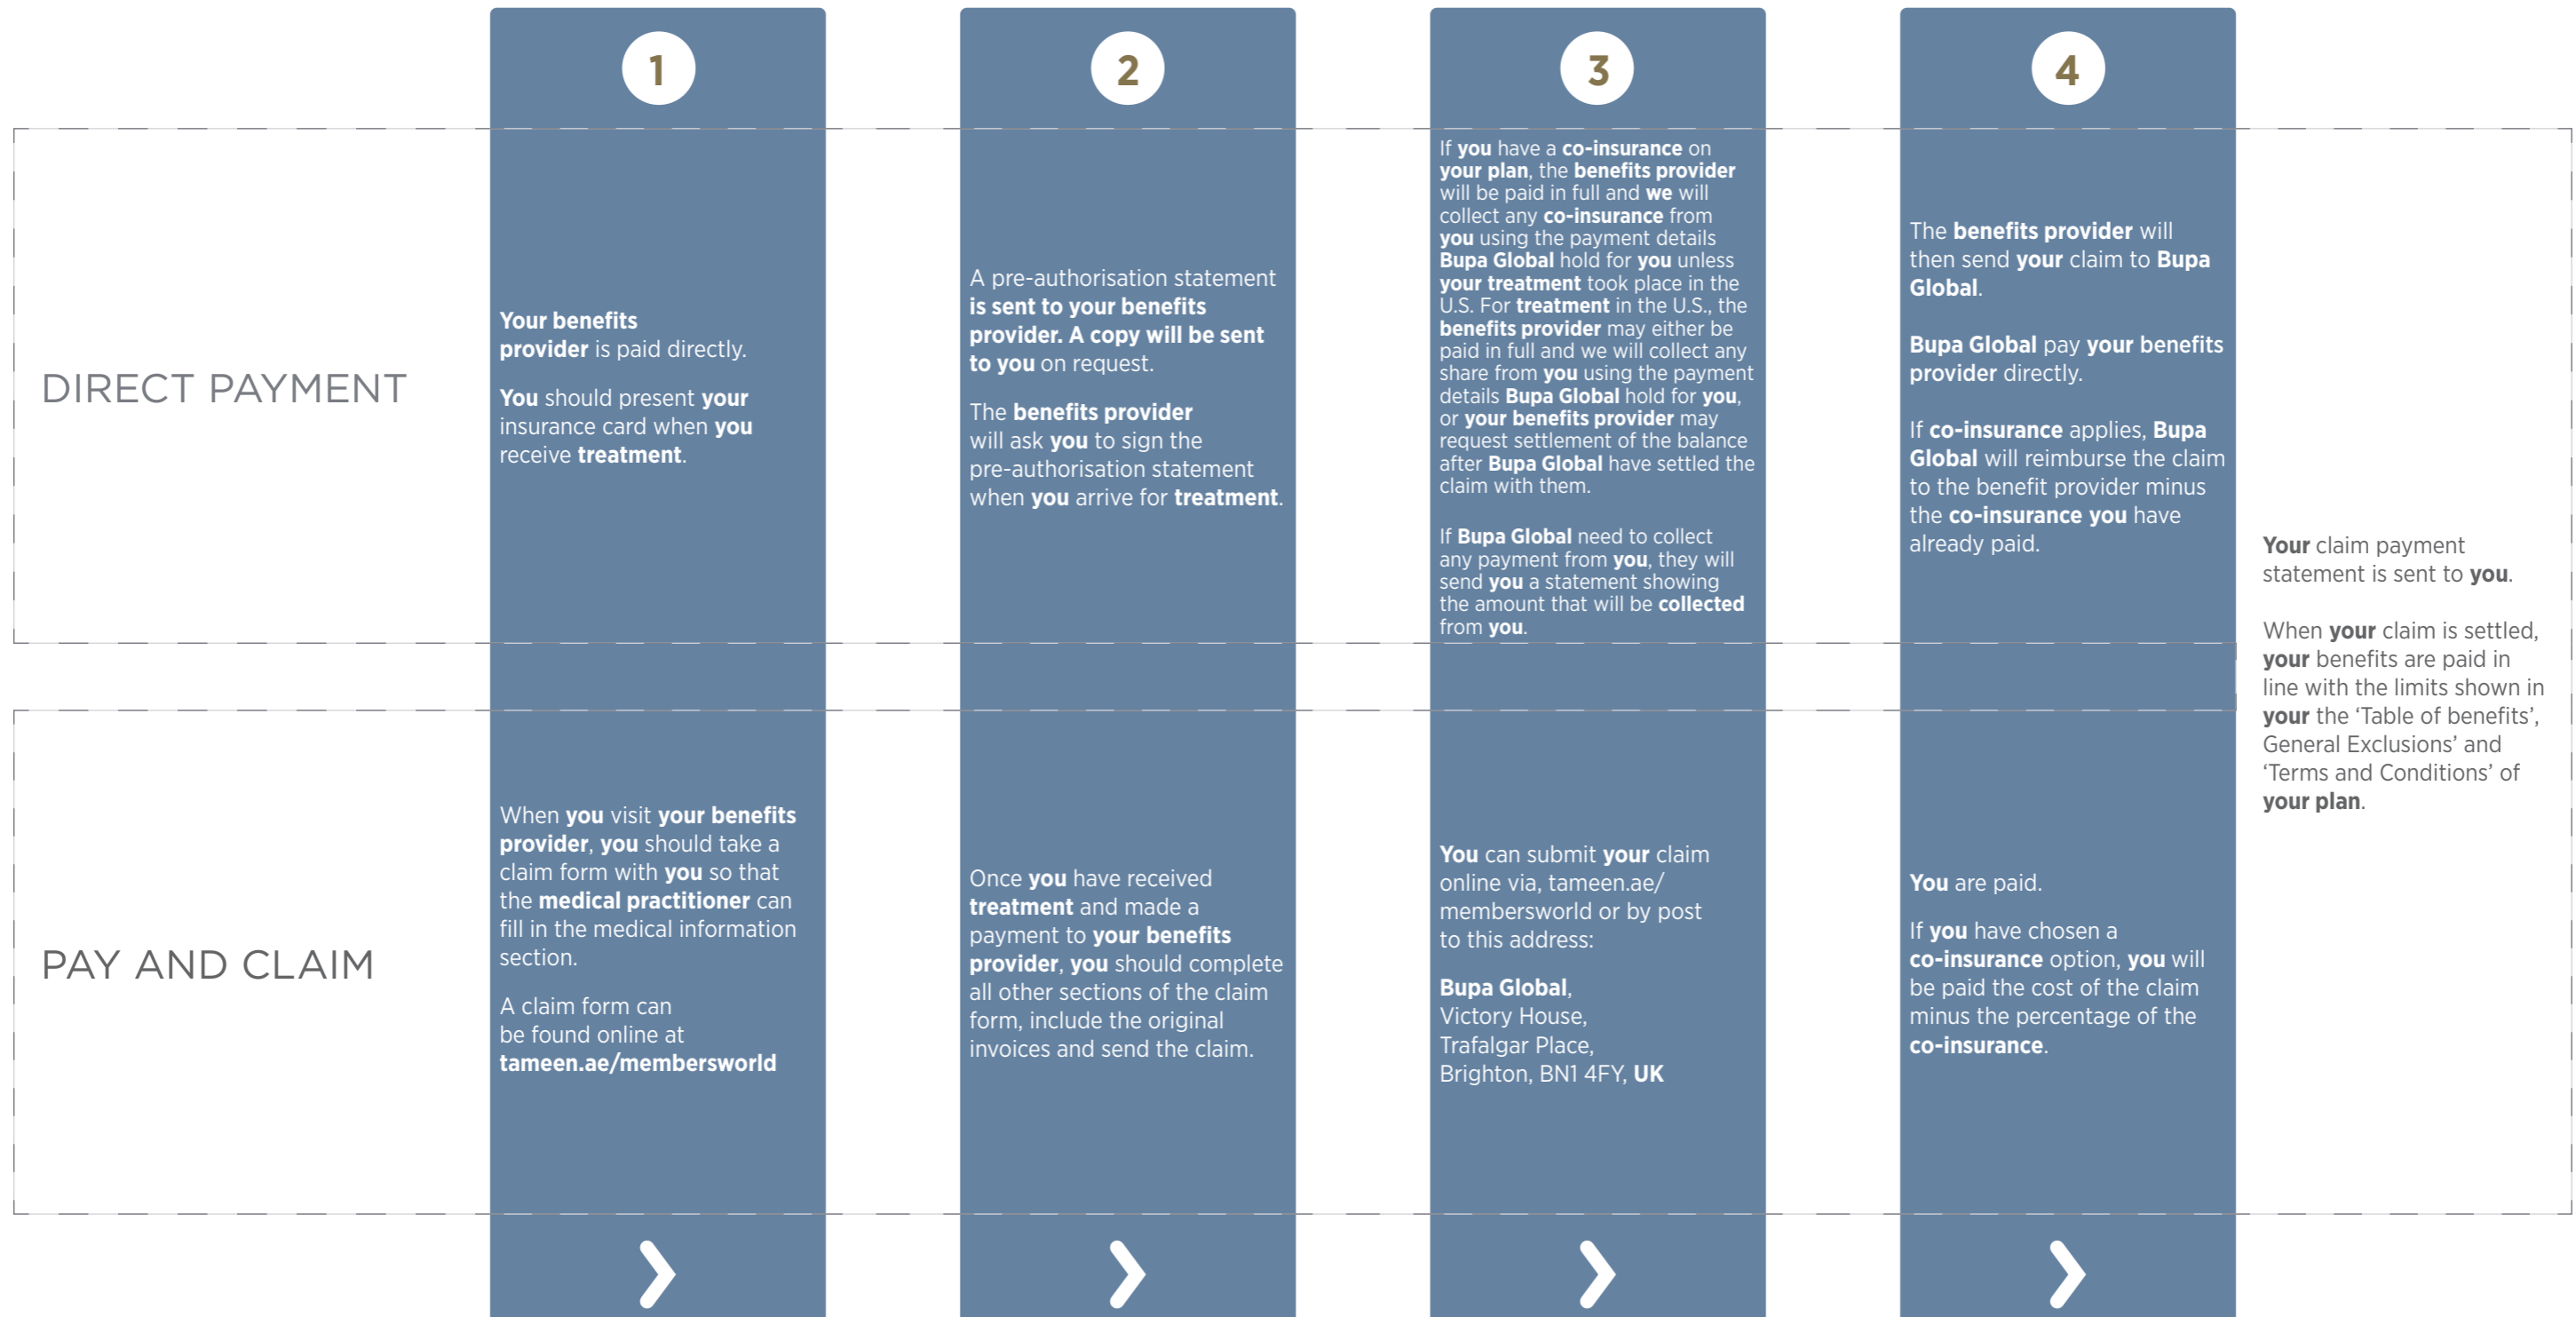 1
2
3
4
DIRECT PAYMENT
Your benefits
provider is paid directly.
You should present your
insurance card when you
receive treatment.
A pre-authorisation statement
is sent to your benefits
provider. A copy will be sent
to you on request.
The benefits provider
will ask you to sign the
pre-authorisation statement
when you arrive for treatment.
If you have a co-insurance on
your plan, the benefits provider
will be paid in full and we will
collect any co-insurance from
you using the payment details
Bupa Global hold for you unless
your treatment took place in the
U.S. For treatment in the U.S., the
benefits provider may either be
paid in full and we will collect any
share from you using the payment
details Bupa Global hold for you,
or your benefits provider may
request settlement of the balance
after Bupa Global have settled the
claim with them.
If Bupa Global need to collect
any payment from you, they will
send you a statement showing
the amount that will be collected
from you.
The benefits provider will
then send your claim to Bupa
Global.
Bupa Global pay your benefits
provider directly.
If co-insurance applies, Bupa
Global will reimburse the claim
to the benefit provider minus
the co-insurance you have
already paid.
PAY AND CLAIM
When you visit your benefits
provider, you should take a
claim form with you so that
the medical practitioner can
fill in the medical information
section.
A claim form can
be found online at
tameen.ae/membersworld
Once you have received
treatment and made a
payment to your benefits
provider, you should complete
all other sections of the claim
form, include the original
invoices and send the claim.
You can submit your claim
online via, tameen.ae/
membersworld or by post
to this address:
Bupa Global,
Victory House,
Trafalgar Place,
Brighton, BN1 4FY, UK
You are paid.
If you have chosen a
co-insurance option, you will
be paid the cost of the claim
minus the percentage of the
co-insurance.
Your claim payment
statement is sent to you.
When your claim is settled,
your benefits are paid in
line with the limits shown in
your the ‘Table of benefits’,
General Exclusions’ and
‘Terms and Conditions’ of
your plan.